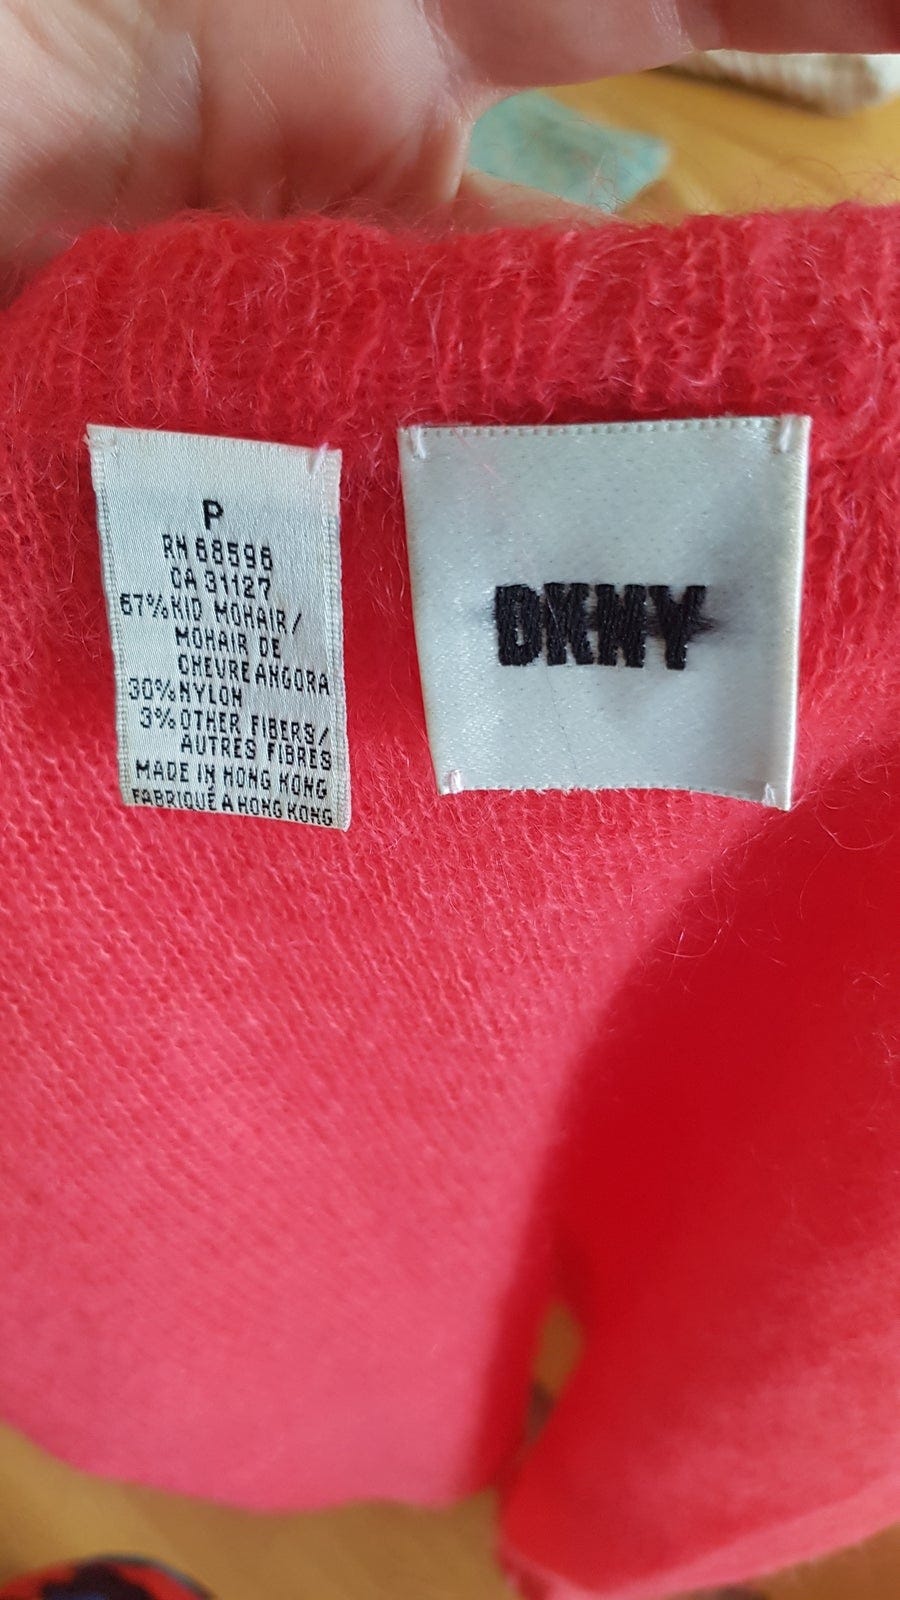 P
RN 68596
CA 31127
67% KID MOHAIR/
MOHAIR DE
CHEVRE ANGORA
30% NYLON
3% OTHER FIBERS/
AUTRES FIBRES
MADE IN HONG KONG
FABRIQUÉ A HONG KONG
DKNY